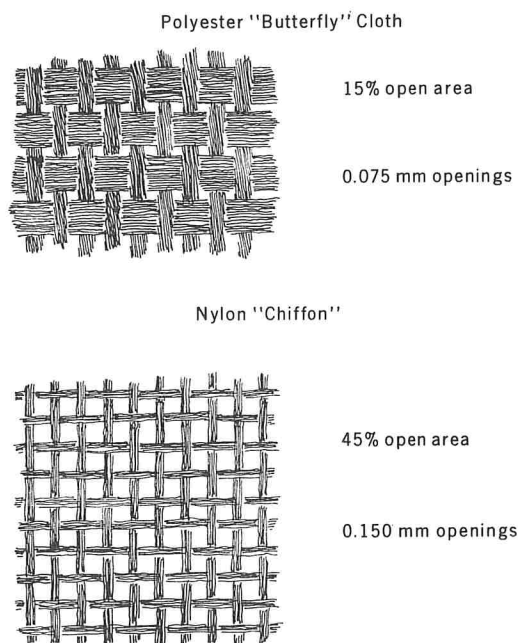 Polyester "Butterfly" Cloth
15% open area
0.075 mm openings
Nylon "Chiffon"
45% open area
0.150 mm openings